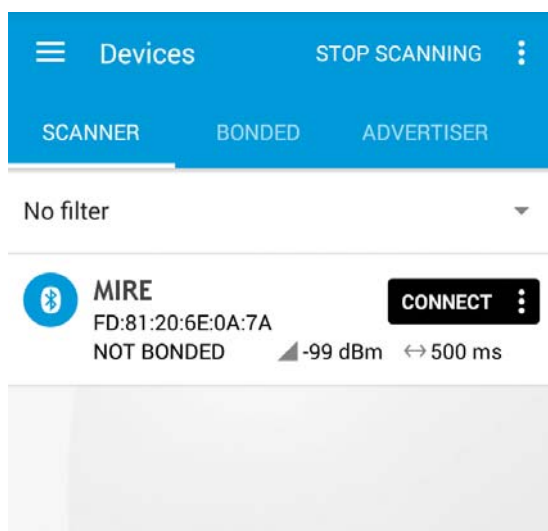 Devices STOP SCANNING
SCANNER BONDED ADVERTISER
No filter
MIRE CONNECT
FD:81:20:6E:0A:7A
NOT BONDED -99 dBm 500 ms